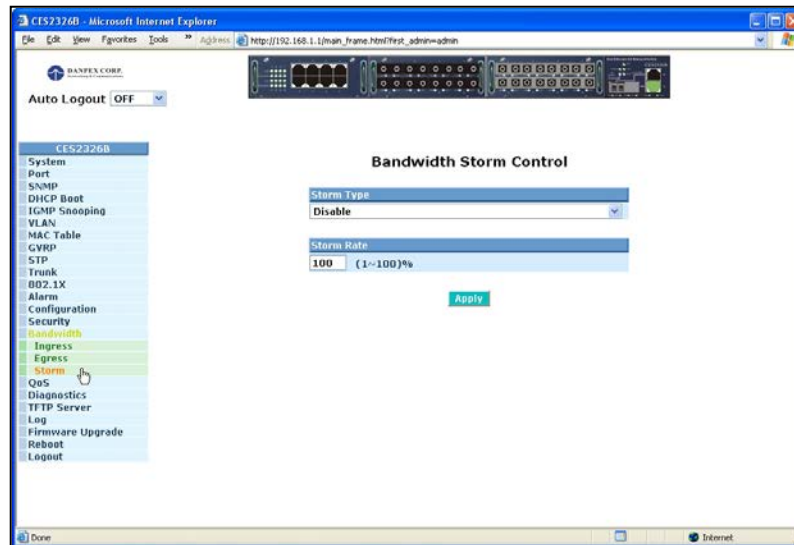 CES2326B - Microsoft Internet Explorer
File Edit View Favorites Tools » Address http://192.168.1.1/main_frame.html?first_admin=admin
DANPEX CORP.
Auto Logout OFF
CES2326B
System
Port
SNMP
DHCP Boot
IGMP Snooping
VLAN
MAC Table
GVRP
STP
Trunk
802.1X
Alarm
Configuration
Security
Bandwidth
Ingress
Egress
Storm
QoS
Diagnostics
TFTP Server
Log
Firmware Upgrade
Reboot
Logout
Bandwidth Storm Control
Storm Type
Disable
Storm Rate
100 (1~100)%
Apply
Done
Internet